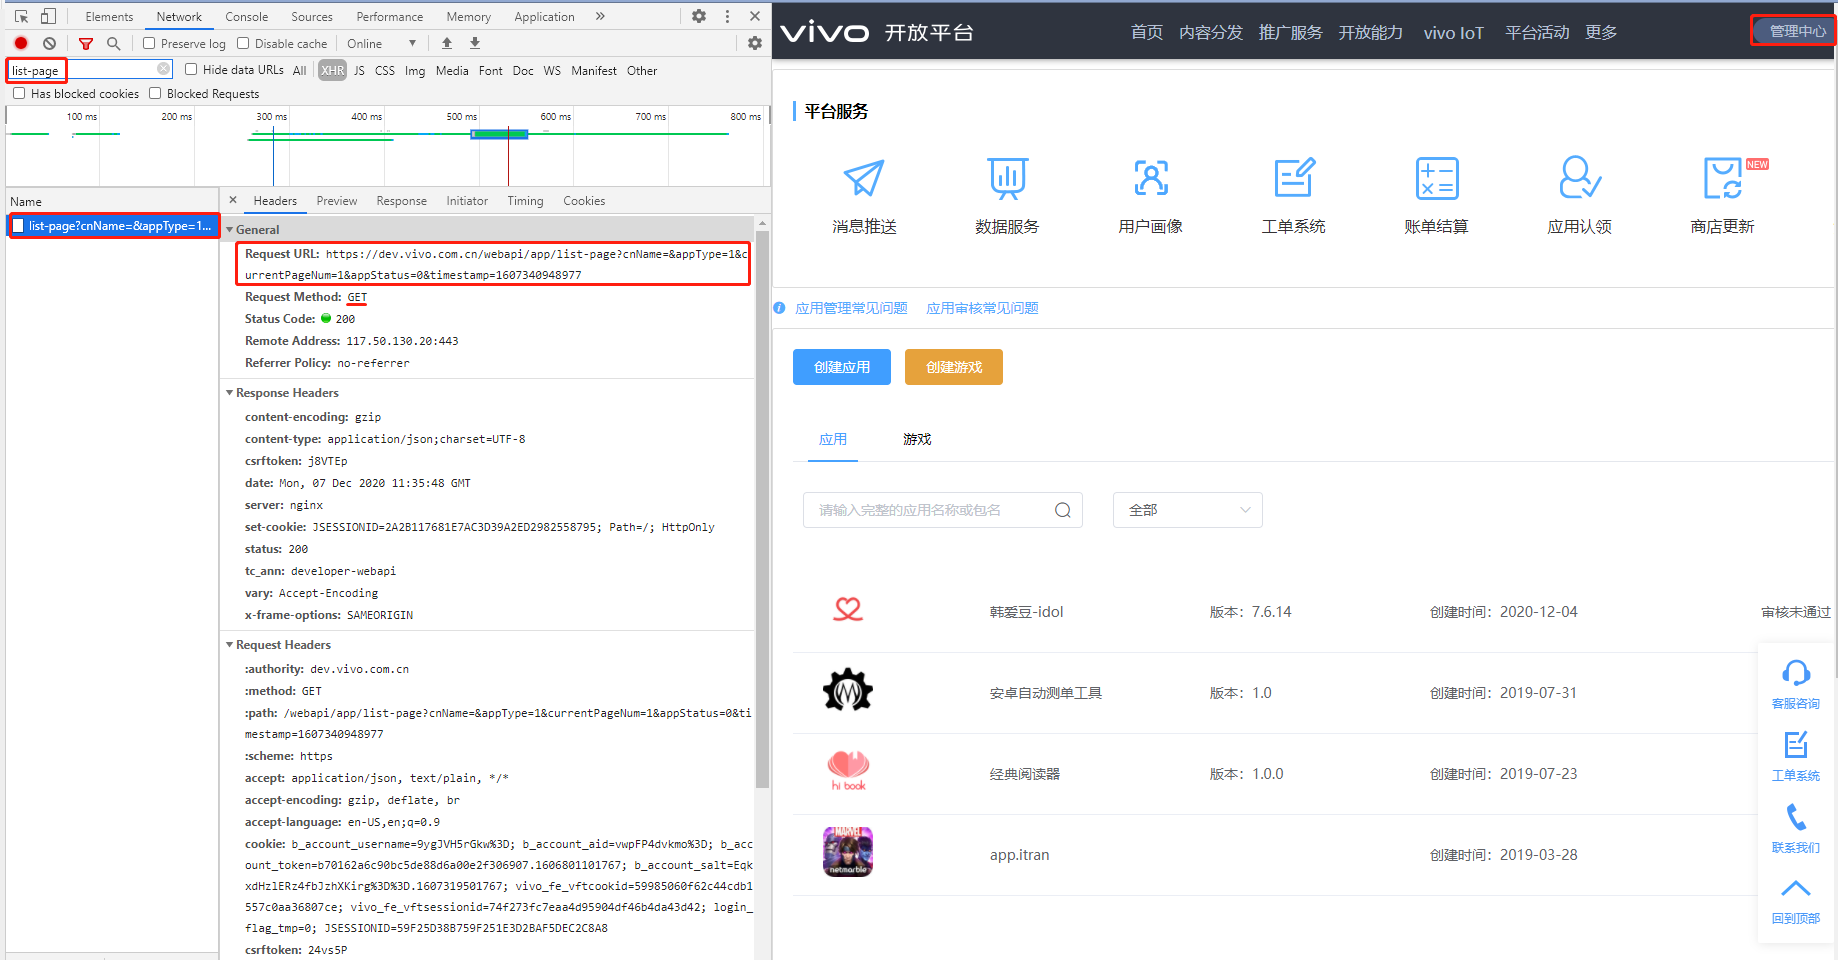 Elements Network Console Sources Performance Memory Application »
Preserve log Disable cache Online
list-page Hide data URLs All XHR JS CSS Img Media Font Doc WS Manifest Other
Has blocked cookies Blocked Requests
100 ms 200 ms 300 ms 400 ms 500 ms 600 ms 700 ms 800 ms
Name
list-page?cnName=&appType=1...
× Headers Preview Response Initiator Timing Cookies
General
Request URL: https://dev.vivo.com.cn/webapi/app/list-page?cnName=&appType=1&c
urrentPageNum=1&appStatus=0&timestamp=1607340948977
Request Method: GET
Status Code: 200
Remote Address: 117.50.130.20:443
Referrer Policy: no-referrer
Response Headers
content-encoding: gzip
content-type: application/json;charset=UTF-8
csrftoken: j8VTEp
date: Mon, 07 Dec 2020 11:35:48 GMT
server: nginx
set-cookie: JSESSIONID=2A2B117681E7AC3D39A2ED2982558795; Path=/; HttpOnly
status: 200
tc_ann: developer-webapi
vary: Accept-Encoding
x-frame-options: SAMEORIGIN
Request Headers
:authority: dev.vivo.com.cn
:method: GET
:path: /webapi/app/list-page?cnName=&appType=1&currentPageNum=1&appStatus=0&ti
mestamp=1607340948977
:scheme: https
accept: application/json, text/plain, */*
accept-encoding: gzip, deflate, br
accept-language: en-US,en;q=0.9
cookie: b_account_username=9ygJVH5rGkw%3D; b_account_aid=vwpFP4dvkmo%3D; b_acc
ount_token=b70162a6c90bc5de88d6a00e2f306907.1606801101767; b_account_salt=Eqk
xdHzlERz4fbJzhXKirg%3D%3D.1607319501767; vivo_fe_vftcookid=59985060f62c44cdb1
557c0aa36807ce; vivo_fe_vftsessionid=74f273fc7eaa4d95904df46b4da43d42; login_
flag_tmp=0; JSESSIONID=59F25D38B759F251E3D2BAF5DEC2C8A8
csrftoken: 24vs5P
vivo 开放平台 首页 内容分发 推广服务 开放能力 vivo IoT 平台活动 更多 管理中心
平台服务
NEW
消息推送 数据服务 用户画像 工单系统 账单结算 应用认领 商店更新
应用管理常见问题 应用审核常见问题
创建应用 创建游戏
应用 游戏
请输入完整的应用名称或包名 全部
韩爱豆-idol 版本：7.6.14 创建时间：2020-12-04 审核未通过
安卓自动测单工具 版本：1.0 创建时间：2019-07-31
hi book
经典阅读器 版本：1.0.0 创建时间：2019-07-23
MARVEL
netmarble
app.itran 创建时间：2019-03-28
客服咨询
工单系统
联系我们
回到顶部